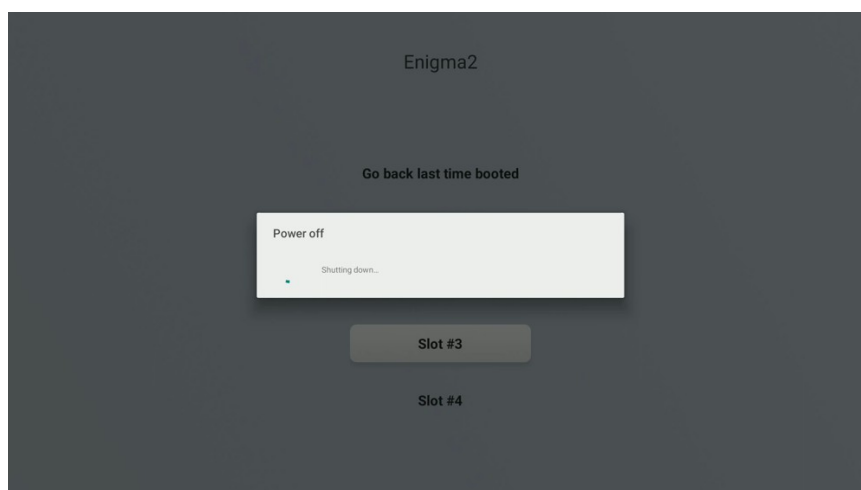 Enigma2
Go back last time booted
Power off
Shutting down...
Slot #3
Slot #4